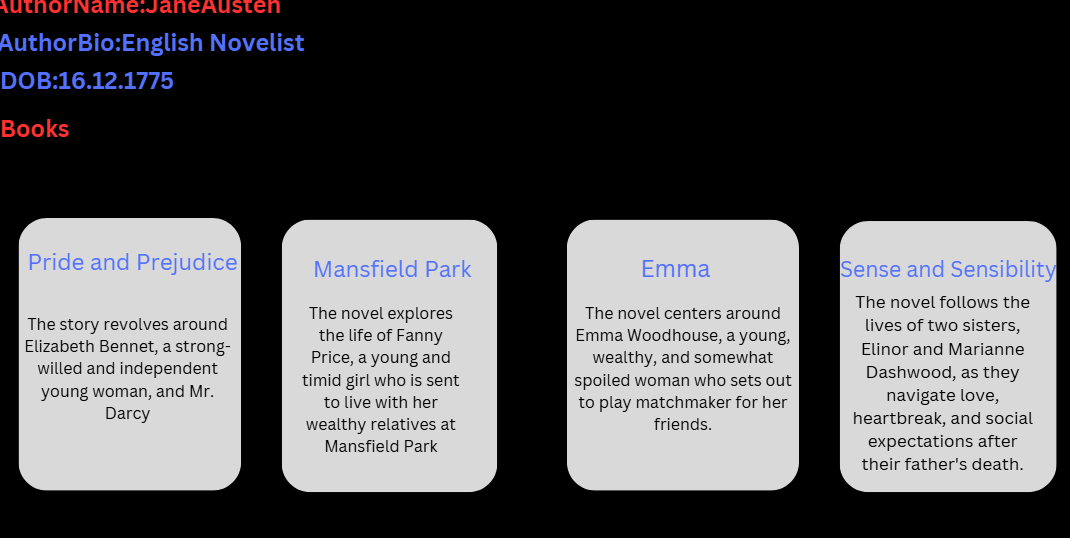 AuthorName:JaneAusten
AuthorBio:English Novelist
DOB:16.12.1775
Books
Pride and Prejudice
The story revolves around
Elizabeth Bennet, a strong-
willed and independent
young woman, and Mr.
Darcy
Mansfield Park
The novel explores
the life of Fanny
Price, a young and
timid girl who is sent
to live with her
wealthy relatives at
Mansfield Park
Emma
The novel centers around
Emma Woodhouse, a young,
wealthy, and somewhat
spoiled woman who sets out
to play matchmaker for her
friends.
Sense and Sensibility
The novel follows the
lives of two sisters,
Elinor and Marianne
Dashwood, as they
navigate love,
heartbreak, and social
expectations after
their father's death.